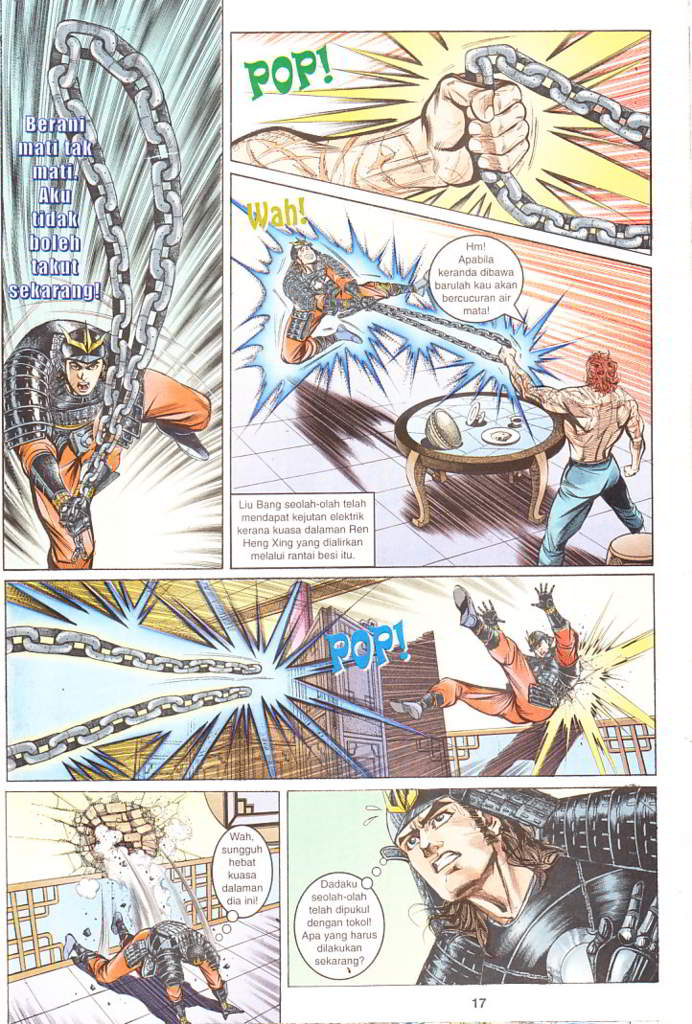 Berani
mati tak
mati.
Aku
tidak
boleh
takut
sekarang!
POP!
Wah!
Hm!
Apabila
keranda dibawa
barulah kau akan
bercucuran air
mata!
Liu Bang seolah-olah telah
mendapat kejutan elektrik
kerana kuasa dalaman Ren
Heng Xing yang dialirkan
melalui rantai besi itu.
POP!
Wah,
sungguh
hebat
kuasa
dalaman
dia ini!
Dadaku
seolah-olah
telah dipukul
dengan tokol!
Apa yang harus
dilakukan
sekarang?
17